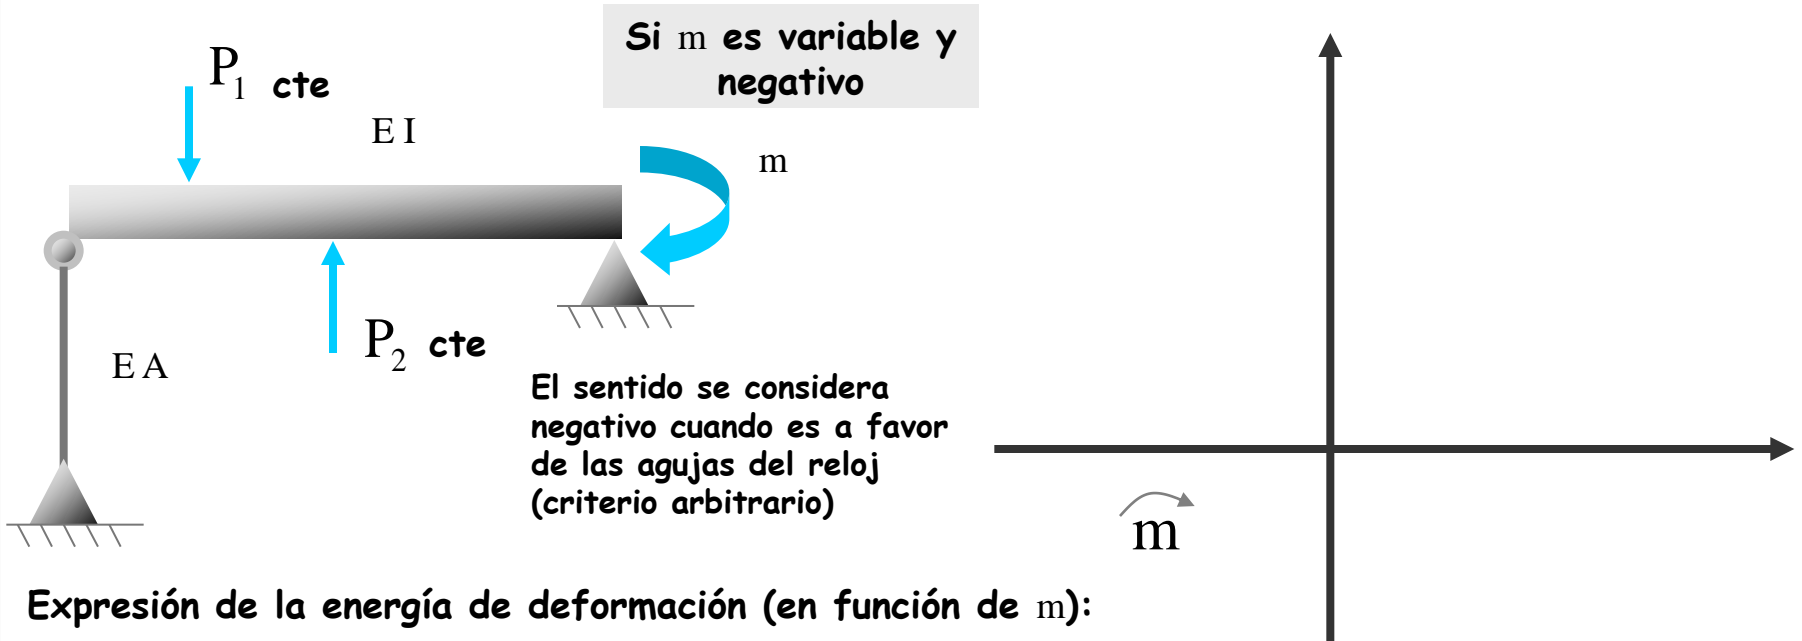 Si m es variable y
negativo
P₁ cte
E I
m
P₂ cte
E A
El sentido se considera
negativo cuando es a favor
de las agujas del reloj
(criterio arbitrario)
m
Expresión de la energía de deformación (en función de m):